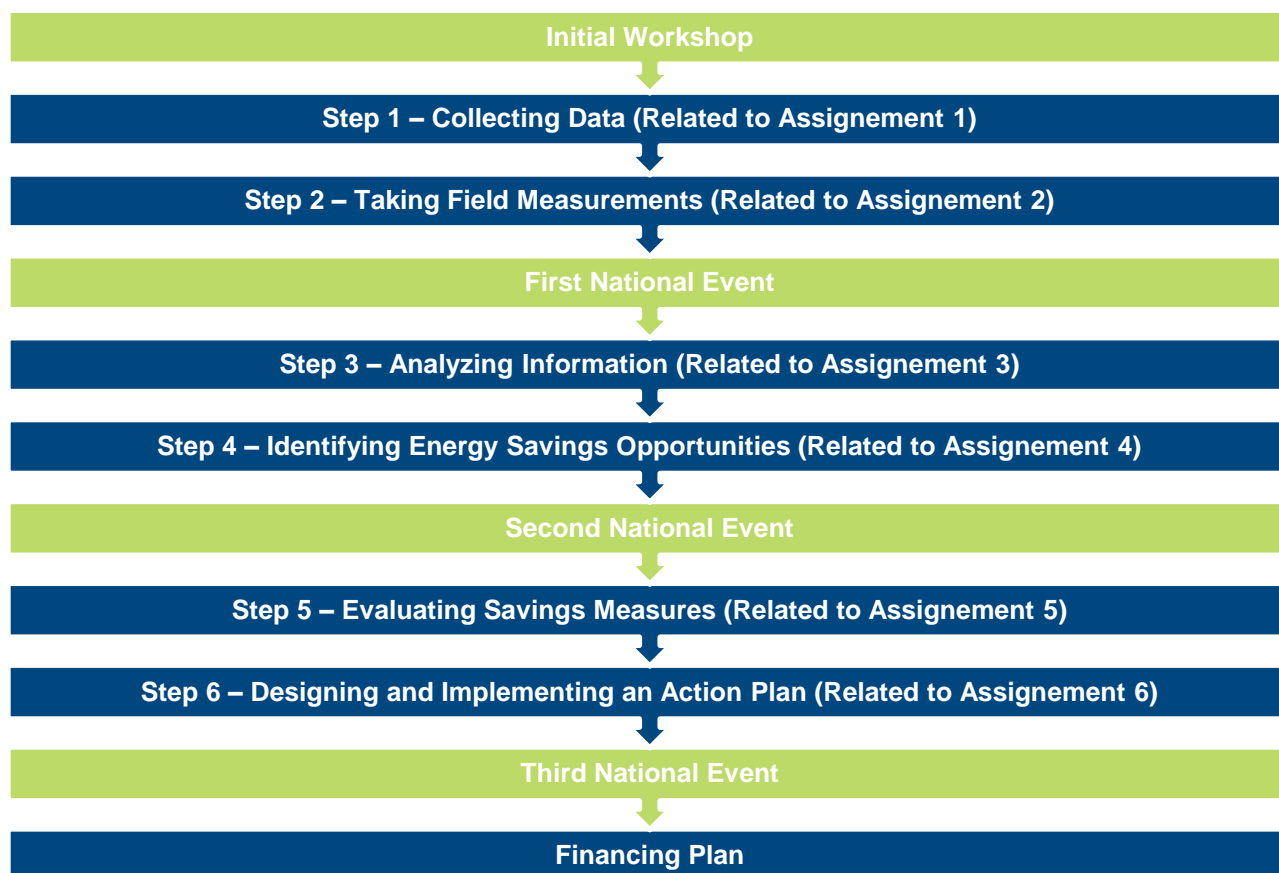 Initial Workshop
Step 1 – Collecting Data (Related to Assignement 1)
Step 2 – Taking Field Measurements (Related to Assignement 2)
First National Event
Step 3 – Analyzing Information (Related to Assignement 3)
Step 4 – Identifying Energy Savings Opportunities (Related to Assignement 4)
Second National Event
Step 5 – Evaluating Savings Measures (Related to Assignement 5)
Step 6 – Designing and Implementing an Action Plan (Related to Assignement 6)
Third National Event
Financing Plan